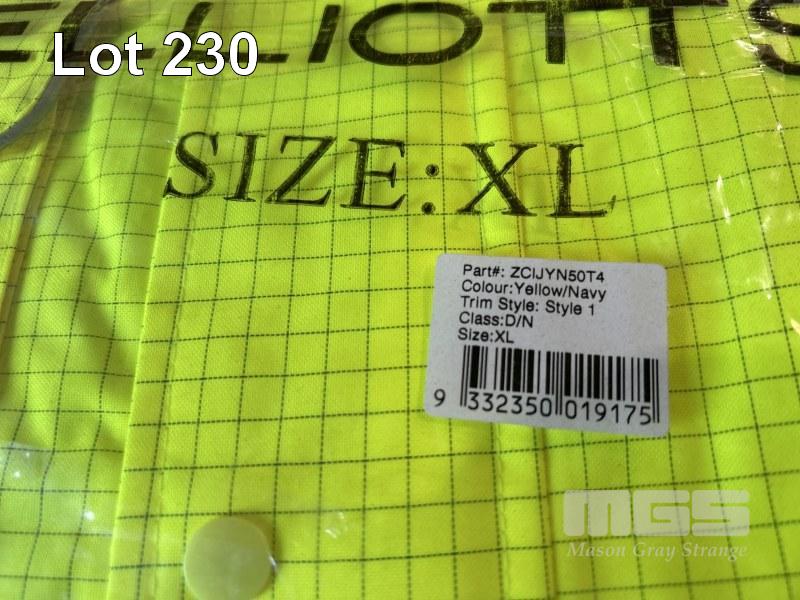 ELLIOTTS
Lot 230
SIZE:XL
Part#: ZCIJYN50T4
Colour:Yellow/Navy
Trim Style: Style 1
Class:D/N
Size:XL
9 332350 019175
MGS
Mason Gray Strange